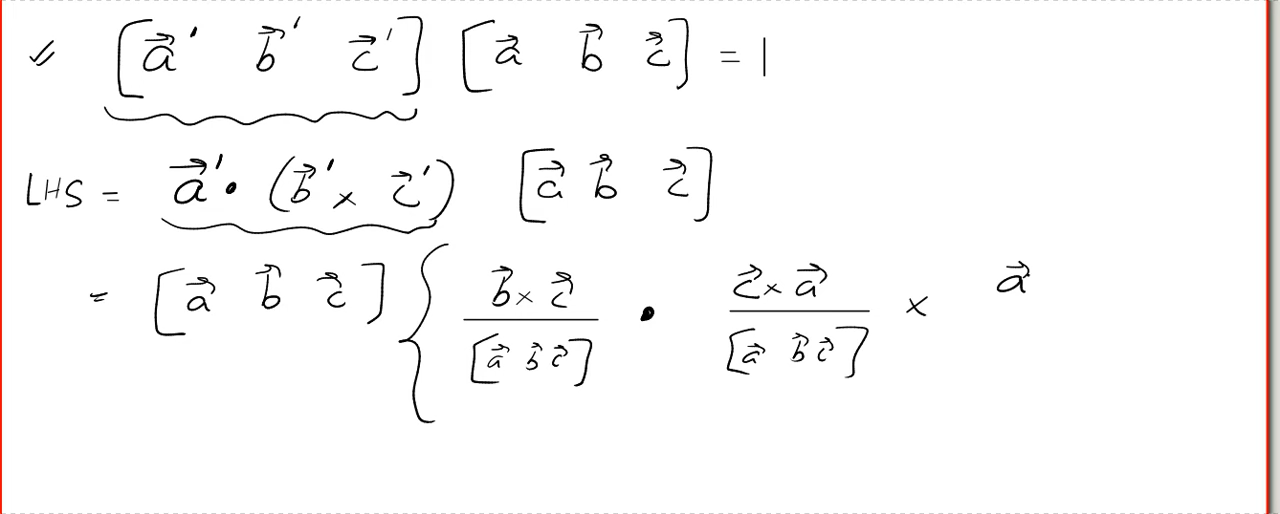 ✓ [a⃗' b⃗' c⃗'] [a⃗ b⃗ c⃗] = 1
LHS = a⃗' • (b⃗' × c⃗') [a⃗ b⃗ c⃗]
= [a⃗ b⃗ c⃗] { (b⃗ × c⃗)/[a⃗ b⃗ c⃗] • (c⃗ × a⃗)/[a⃗ b⃗ c⃗] × a⃗